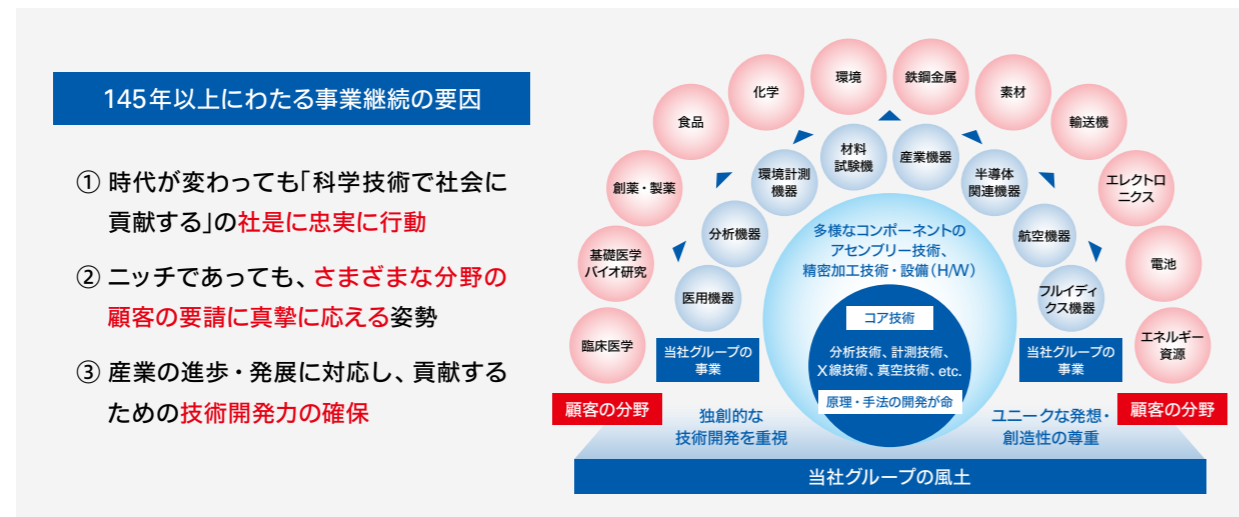 145年以上にわたる事業継続の要因
① 時代が変わっても「科学技術で社会に
貢献する」の社是に忠実に行動
② ニッチであっても、さまざまな分野の
顧客の要請に真摯に応える姿勢
③ 産業の進歩・発展に対応し、貢献する
ための技術開発力の確保
臨床医学
基礎医学
バイオ研究
創薬・製薬
食品
化学
環境
鉄鋼金属
素材
輸送機
エレクトロ
ニクス
電池
エネルギー
資源
医用機器
分析機器
環境計測
機器
材料
試験機
産業機器
半導体
関連機器
航空機器
フルイディ
クス機器
多様なコンポーネントの
アセンブリー技術、
精密加工技術・設備（H/W）
コア技術
分析技術、計測技術、
X線技術、真空技術、etc.
原理・手法の開発が命
当社グループの
事業
当社グループの
事業
顧客の分野
顧客の分野
独創的な
技術開発を重視
ユニークな発想・
創造性の尊重
当社グループの風土